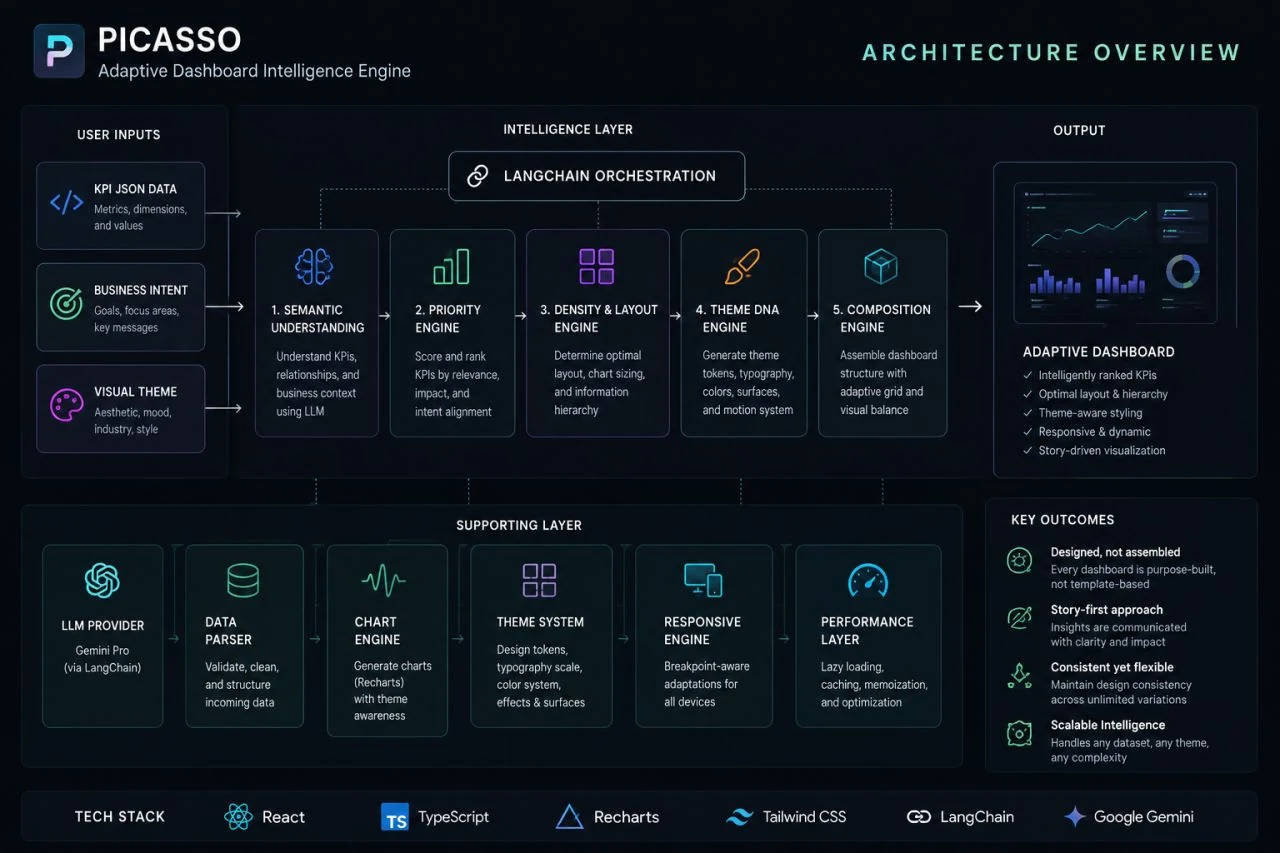 PICASSO
Adaptive Dashboard Intelligence Engine
ARCHITECTURE OVERVIEW
USER INPUTS
KPI JSON DATA
Metrics, dimensions,
and values
BUSINESS INTENT
Goals, focus areas,
key messages
VISUAL THEME
Aesthetic, mood,
industry, style
INTELLIGENCE LAYER
LANGCHAIN ORCHESTRATION
1. SEMANTIC
UNDERSTANDING
Understand KPIs,
relationships, and
business context
using LLM
2. PRIORITY
ENGINE
Score and rank
KPIs by relevance,
impact, and
intent alignment
3. DENSITY & LAYOUT
ENGINE
Determine optimal
layout, chart sizing,
and information
hierarchy
4. THEME DNA
ENGINE
Generate theme
tokens, typography,
colors, surfaces,
and motion system
5. COMPOSITION
ENGINE
Assemble dashboard
structure with
adaptive grid and
visual balance
OUTPUT
ADAPTIVE DASHBOARD
✓ Intelligently ranked KPIs
✓ Optimal layout & hierarchy
✓ Theme-aware styling
✓ Responsive & dynamic
✓ Story-driven visualization
SUPPORTING LAYER
LLM PROVIDER
Gemini Pro
(via LangChain)
DATA
PARSER
Validate, clean,
and structure
incoming data
CHART
ENGINE
Generate charts
(Recharts)
with theme
awareness
THEME SYSTEM
Design tokens,
typography scale,
color system,
effects & surfaces
RESPONSIVE
ENGINE
Breakpoint-aware
adaptations for
all devices
PERFORMANCE
LAYER
Lazy loading,
caching, memoization,
and optimization
KEY OUTCOMES
Designed, not assembled
Every dashboard is purpose-built,
not template-based
Story-first approach
Insights are communicated
with clarity and impact
Consistent yet flexible
Maintain design consistency
across unlimited variations
Scalable Intelligence
Handles any dataset, any theme,
any complexity
TECH STACK
React
TS TypeScript
Recharts
Tailwind CSS
LangChain
Google Gemini